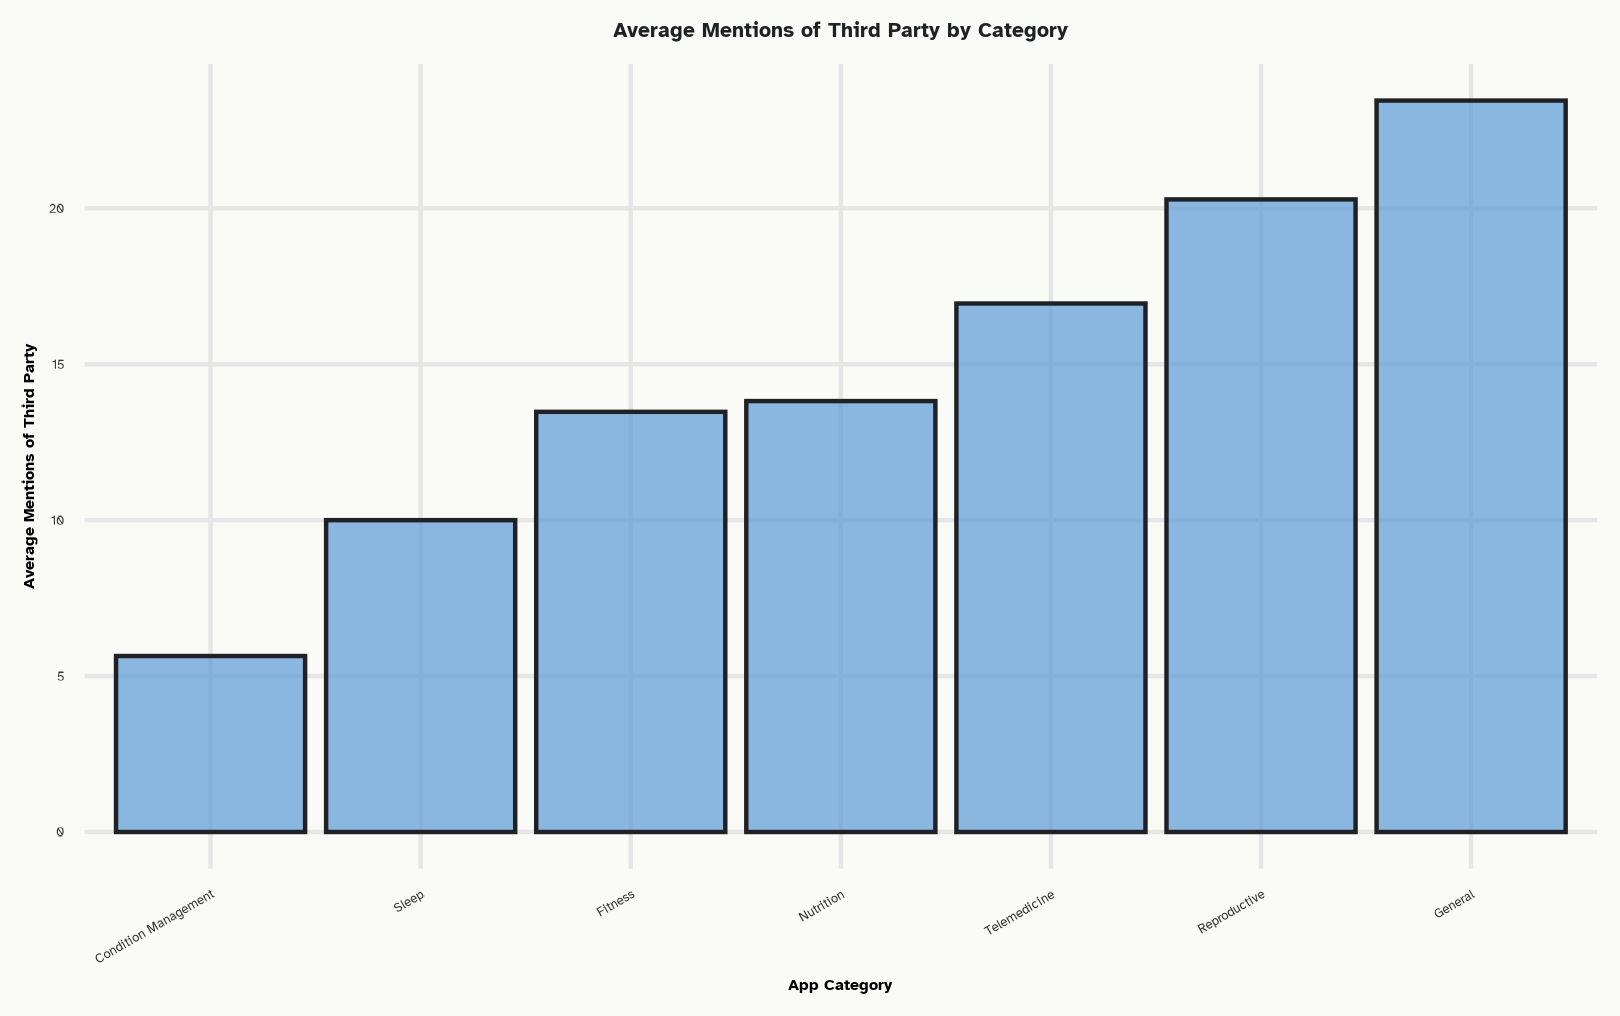 Average Mentions of Third Party by Category
Average Mentions of Third Party
20
15
10
5
0
Condition Management
Sleep
Fitness
Nutrition
Telemedicine
Reproductive
General
App Category